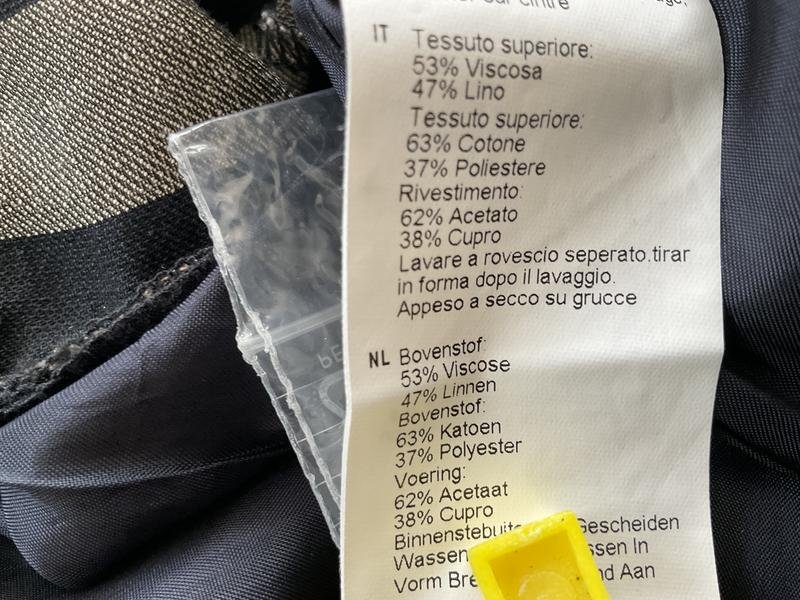 IT
Tessuto superiore:
53% Viscosa
47% Lino
Tessuto superiore:
63% Cotone
37% Poliestere
Rivestimento:
62% Acetato
38% Cupro
Lavare a rovescio seperato.tirar
in forma dopo il lavaggio.
Appeso a secco su grucce
NL Bovenstof:
53% Viscose
47% Linnen
Bovenstof:
63% Katoen
37% Polyester
Voering:
62% Acetaat
38% Cupro
Gescheiden
In
Vorm Aan